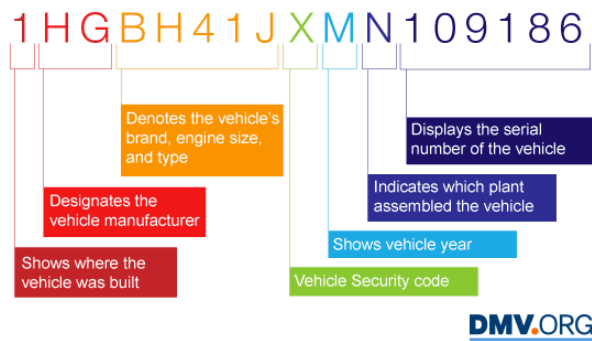 1HGBH41JXMN109186
Denotes the vehicle's
brand, engine size,
and type
Displays the serial
number of the vehicle
Designates the
vehicle manufacturer
Indicates which plant
assembled the vehicle
Shows where the
vehicle was built
Shows vehicle year
Vehicle Security code
DMV.ORG